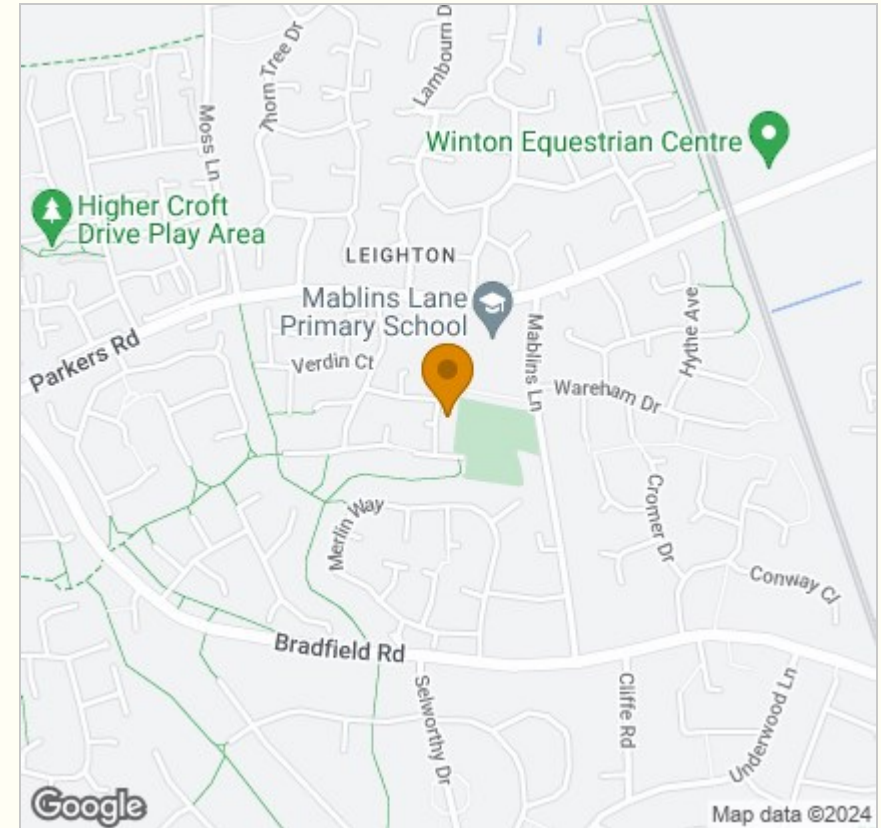 Thorn Tree Dr
Lambourn D
Moss Ln
Winton Equestrian Centre
Higher Croft
Drive Play Area
LEIGHTON
Mablins Lane
Primary School
Hythe Ave
Mablins Ln
Parkers Rd
Verdin Ct
Wareham Dr
Cromer Dr
Merlin Way
Conway Cl
Bradfield Rd
Selworthy Dr
Cliffe Rd
Underwood Ln
Google
Map data ©2024